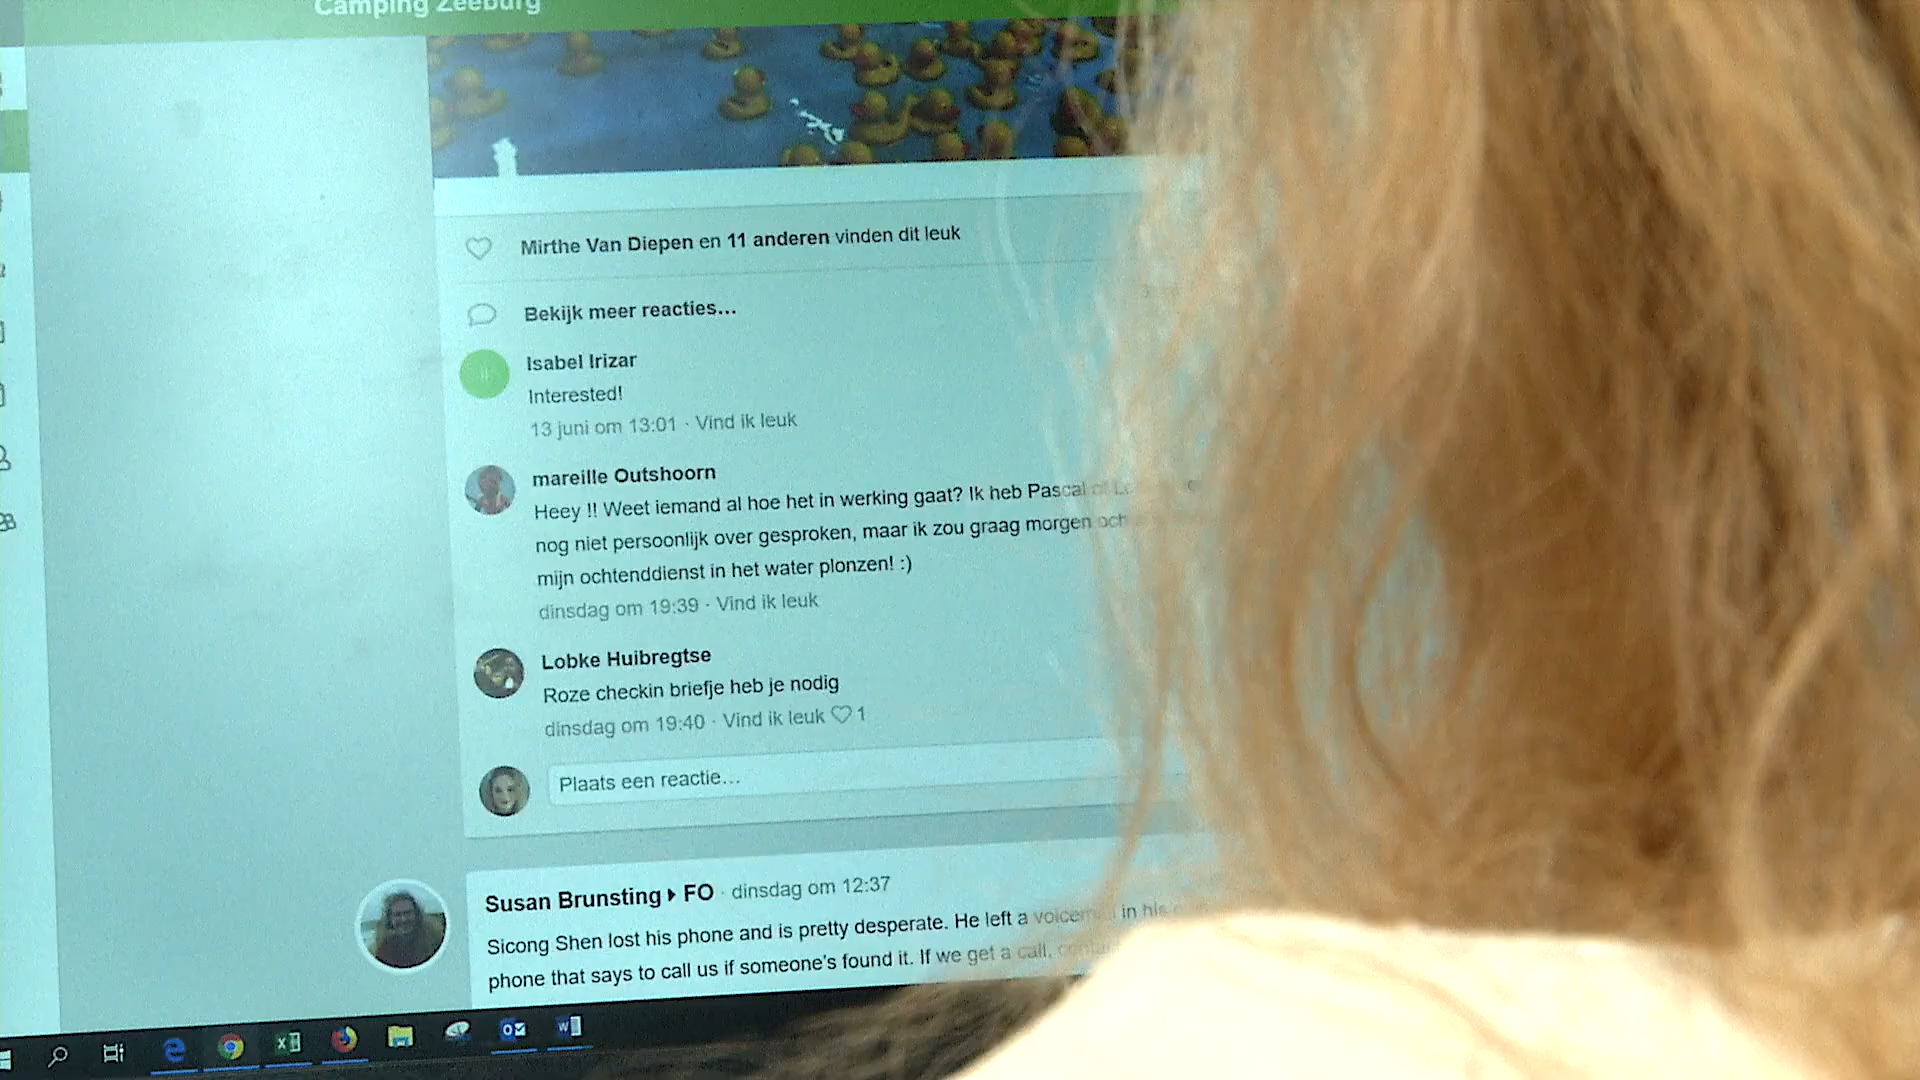 Camping Zeeburg
Mirthe Van Diepen en 11 anderen vinden dit leuk
Bekijk meer reacties...
Isabel Irizar
Interested!
13 juni om 13:01 · Vind ik leuk
mareille Outshoorn
Heey !! Weet iemand al hoe het in werking gaat? Ik heb Pascal of
nog niet persoonlijk over gesproken, maar ik zou graag morgen
mijn ochtenddienst in het water plonzen! :)
dinsdag om 19:39 · Vind ik leuk
Lobke Huibregtse
Roze checkin briefje heb je nodig
dinsdag om 19:40 · Vind ik leuk 1
Plaats een reactie...
Susan Brunsting FO · dinsdag om 12:37
Sicong Shen lost his phone and is pretty desperate. He left a in his
phone that says to call us if someone's found it. If we get a call,